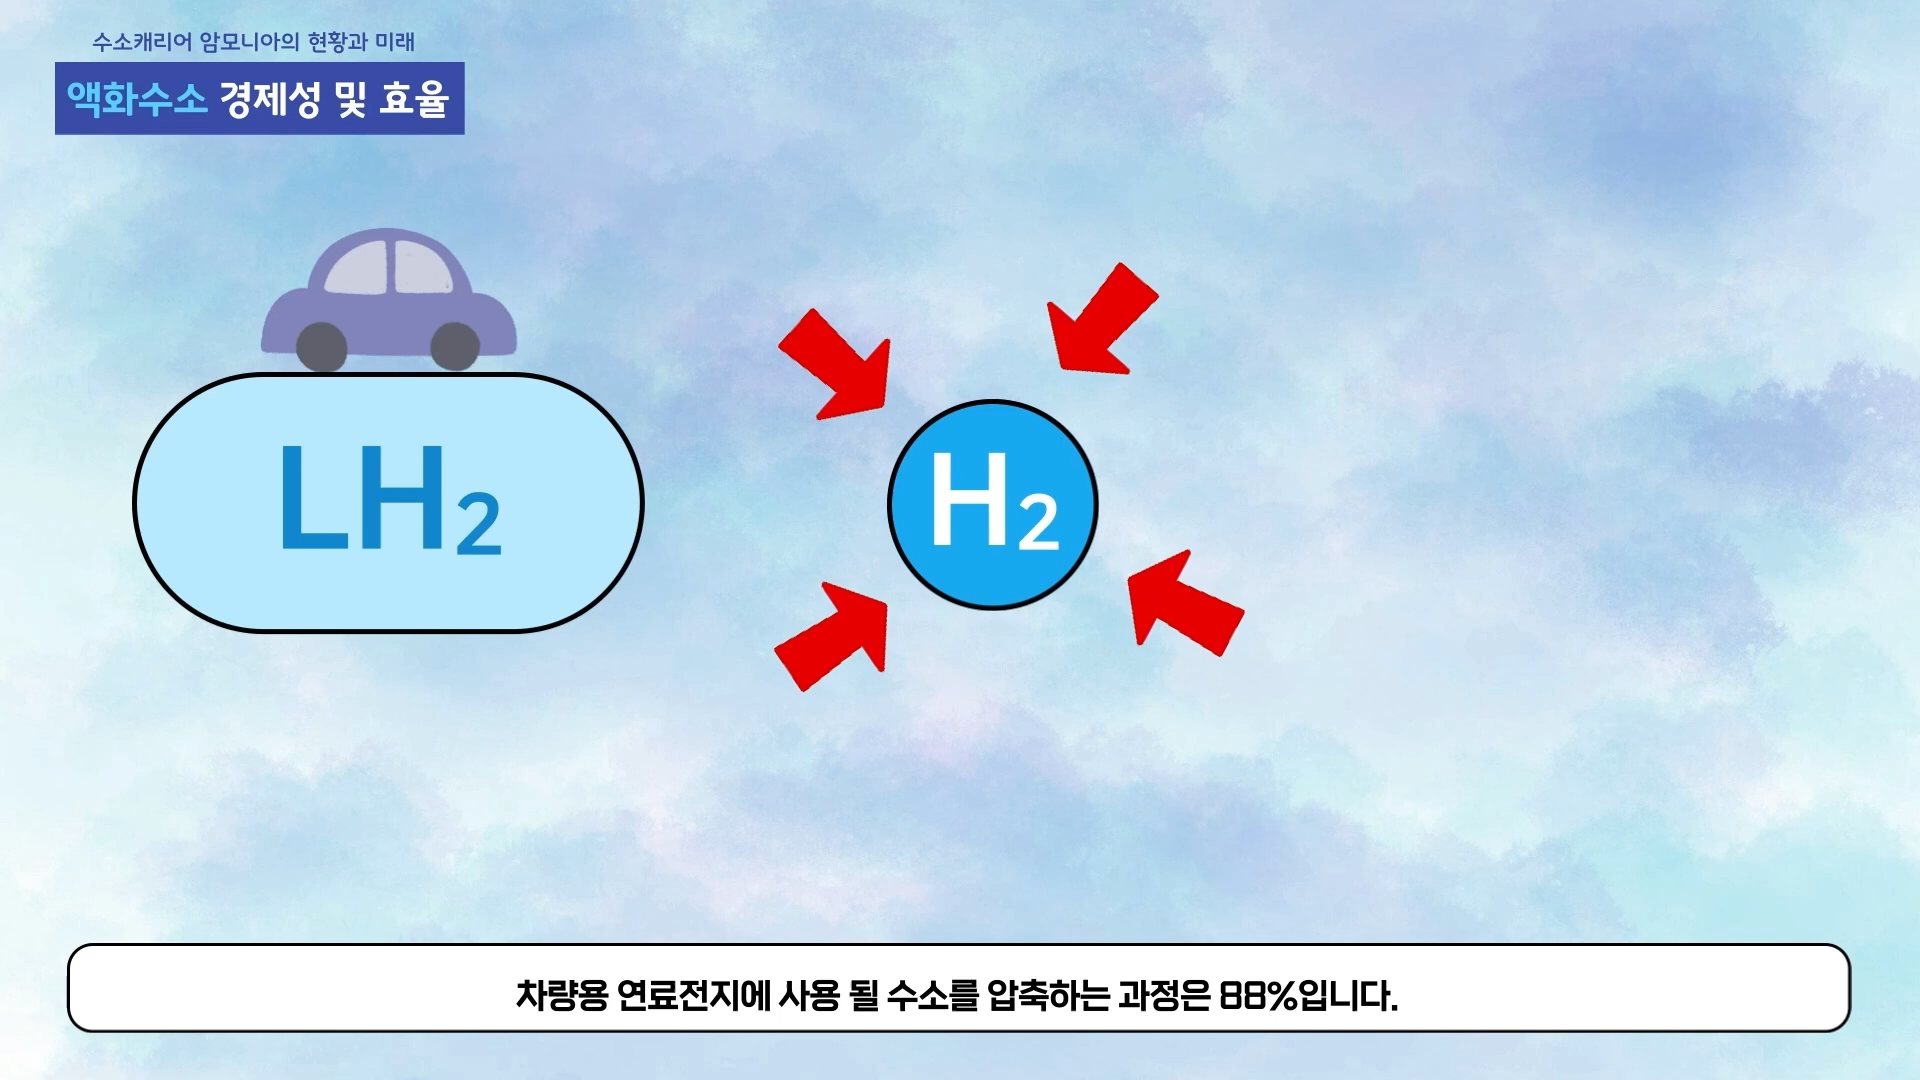 수소캐리어 암모니아의 현황과 미래
액화수소 경제성 및 효율
LH2
H2
차량용 연료전지에 사용 될 수소를 압축하는 과정은 88%입니다.